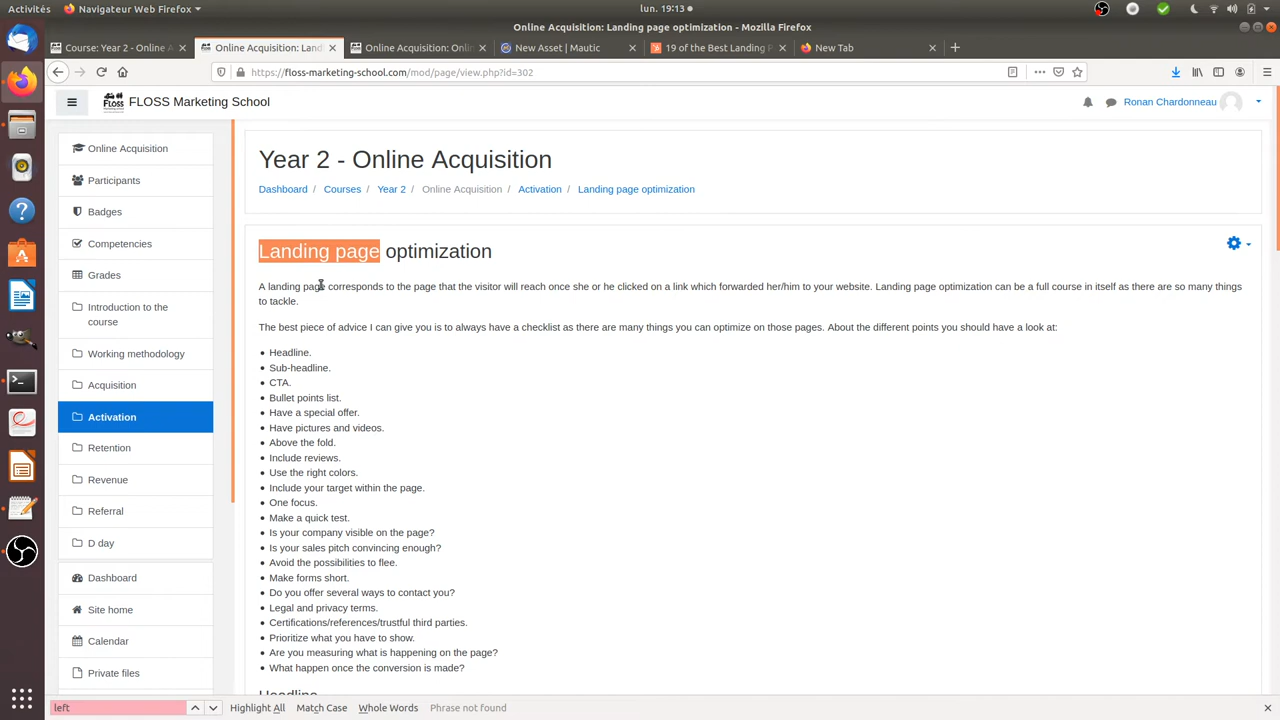 Activités
Navigateur Web Firefox
lun. 19:13
Online Acquisition: Landing page optimization - Mozilla Firefox
Course: Year 2 - Online A
Online Acquisition: Landi
Online Acquisition: Onlin
New Asset | Mautic
19 of the Best Landing P
New Tab
https://floss-marketing-school.com/mod/page/view.php?id=302
FLOSS Marketing School
Ronan Chardonneau
Online Acquisition
Participants
Badges
Competencies
Grades
Introduction to the
course
Working methodology
Acquisition
Activation
Retention
Revenue
Referral
D day
Dashboard
Site home
Calendar
Private files
Year 2 - Online Acquisition
Dashboard / Courses / Year 2 / Online Acquisition / Activation / Landing page optimization
Landing page optimization
A landing page corresponds to the page that the visitor will reach once she or he clicked on a link which forwarded her/him to your website. Landing page optimization can be a full course in itself as there are so many things
to tackle.
The best piece of advice I can give you is to always have a checklist as there are many things you can optimize on those pages. About the different points you should have a look at:
Headline.
Sub-headline.
CTA.
Bullet points list.
Have a special offer.
Have pictures and videos.
Above the fold.
Include reviews.
Use the right colors.
Include your target within the page.
One focus.
Make a quick test.
Is your company visible on the page?
Is your sales pitch convincing enough?
Avoid the possibilities to flee.
Make forms short.
Do you offer several ways to contact you?
Legal and privacy terms.
Certifications/references/trustful third parties.
Prioritize what you have to show.
Are you measuring what is happening on the page?
What happen once the conversion is made?
Headline
left
Highlight All
Match Case
Whole Words
Phrase not found